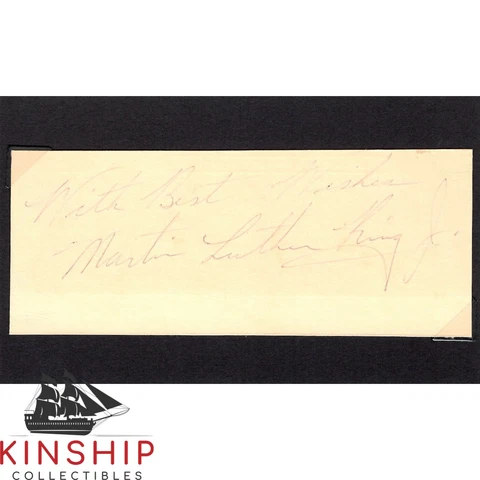 With Best Wishes
Martin Luther King Jr.
KINSHIP
COLLECTIBLES